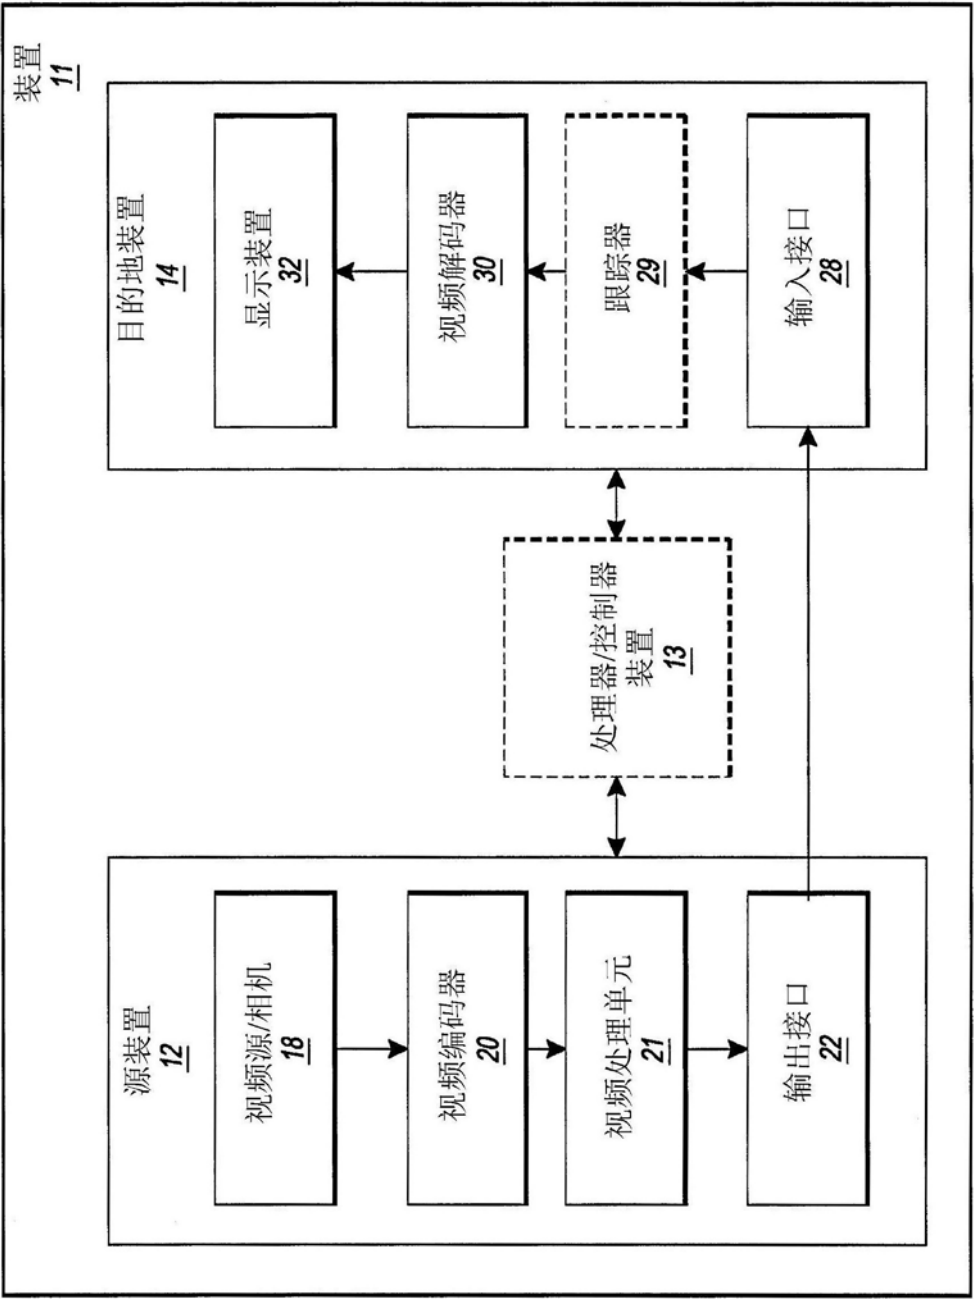 装置
11
源装置
12
视频源/相机
18
视频编码器
20
视频处理单元
21
输出接口
22
处理器/控制器
装置
13
目的地装置
14
显示装置
32
视频解码器
30
跟踪器
29
输入接口
28